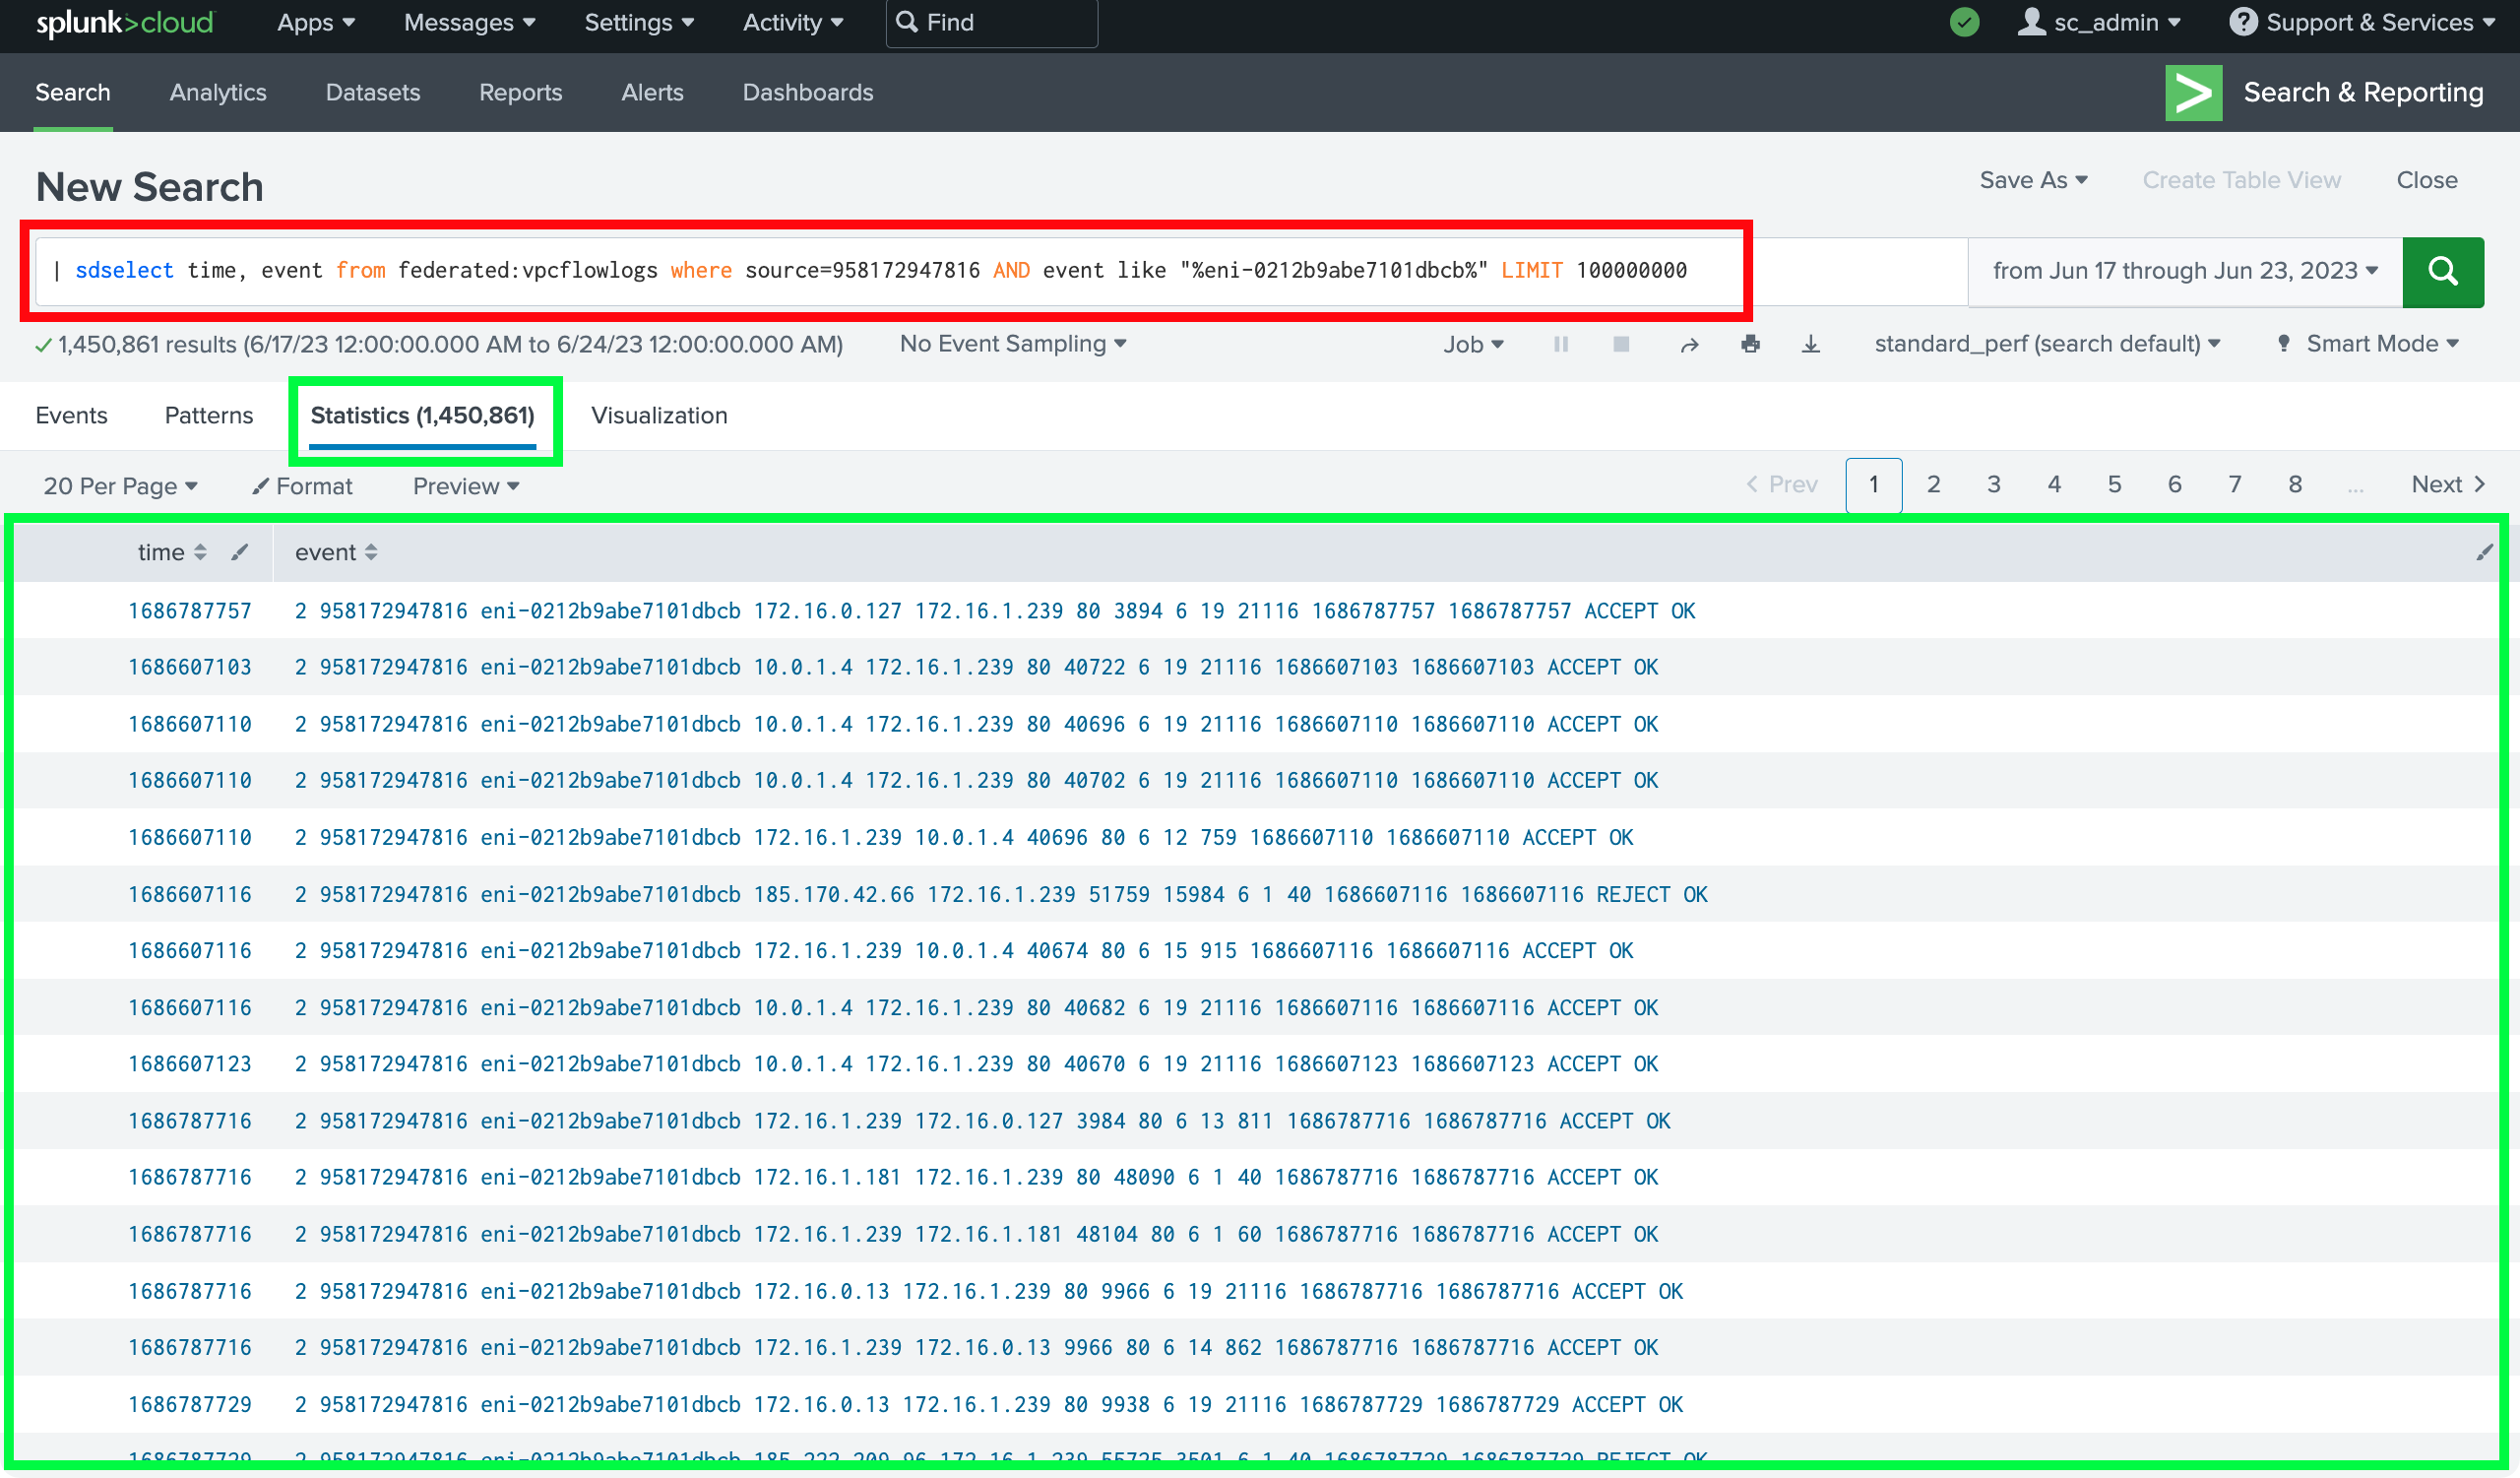 splunk>cloud Apps Messages Settings Activity Find sc_admin Support & Services
Search Analytics Datasets Reports Alerts Dashboards Search & Reporting
New Search Save As Create Table View Close
| sdselect time, event from federated:vpcflowlogs where source=958172947816 AND event like "%eni-0212b9abe7101dbcb%" LIMIT 100000000 from Jun 17 through Jun 23, 2023
1,450,861 results (6/17/23 12:00:00.000 AM to 6/24/23 12:00:00.000 AM) No Event Sampling Job standard_perf (search default) Smart Mode
Events Patterns Statistics (1,450,861) Visualization
20 Per Page Format Preview < Prev 1 2 3 4 5 6 7 8 ... Next >
time event
1686787757 2 958172947816 eni-0212b9abe7101dbcb 172.16.0.127 172.16.1.239 80 3894 6 19 21116 1686787757 1686787757 ACCEPT OK
1686607103 2 958172947816 eni-0212b9abe7101dbcb 10.0.1.4 172.16.1.239 80 40722 6 19 21116 1686607103 1686607103 ACCEPT OK
1686607110 2 958172947816 eni-0212b9abe7101dbcb 10.0.1.4 172.16.1.239 80 40696 6 19 21116 1686607110 1686607110 ACCEPT OK
1686607110 2 958172947816 eni-0212b9abe7101dbcb 10.0.1.4 172.16.1.239 80 40702 6 19 21116 1686607110 1686607110 ACCEPT OK
1686607110 2 958172947816 eni-0212b9abe7101dbcb 172.16.1.239 10.0.1.4 40696 80 6 12 759 1686607110 1686607110 ACCEPT OK
1686607116 2 958172947816 eni-0212b9abe7101dbcb 185.170.42.66 172.16.1.239 51759 15984 6 1 40 1686607116 1686607116 REJECT OK
1686607116 2 958172947816 eni-0212b9abe7101dbcb 172.16.1.239 10.0.1.4 40674 80 6 15 915 1686607116 1686607116 ACCEPT OK
1686607116 2 958172947816 eni-0212b9abe7101dbcb 10.0.1.4 172.16.1.239 80 40682 6 19 21116 1686607116 1686607116 ACCEPT OK
1686607123 2 958172947816 eni-0212b9abe7101dbcb 10.0.1.4 172.16.1.239 80 40670 6 19 21116 1686607123 1686607123 ACCEPT OK
1686787716 2 958172947816 eni-0212b9abe7101dbcb 172.16.1.239 172.16.0.127 3984 80 6 13 811 1686787716 1686787716 ACCEPT OK
1686787716 2 958172947816 eni-0212b9abe7101dbcb 172.16.1.181 172.16.1.239 80 48090 6 1 40 1686787716 1686787716 ACCEPT OK
1686787716 2 958172947816 eni-0212b9abe7101dbcb 172.16.1.239 172.16.1.181 48104 80 6 1 60 1686787716 1686787716 ACCEPT OK
1686787716 2 958172947816 eni-0212b9abe7101dbcb 172.16.0.13 172.16.1.239 80 9966 6 19 21116 1686787716 1686787716 ACCEPT OK
1686787716 2 958172947816 eni-0212b9abe7101dbcb 172.16.1.239 172.16.0.13 9966 80 6 14 862 1686787716 1686787716 ACCEPT OK
1686787729 2 958172947816 eni-0212b9abe7101dbcb 172.16.0.13 172.16.1.239 80 9938 6 19 21116 1686787729 1686787729 ACCEPT OK
1686787729 2 958172947816 eni-0212b9abe7101dbcb 172.16.1.239 6 1 40 1686787729 1686787729 REJECT OK